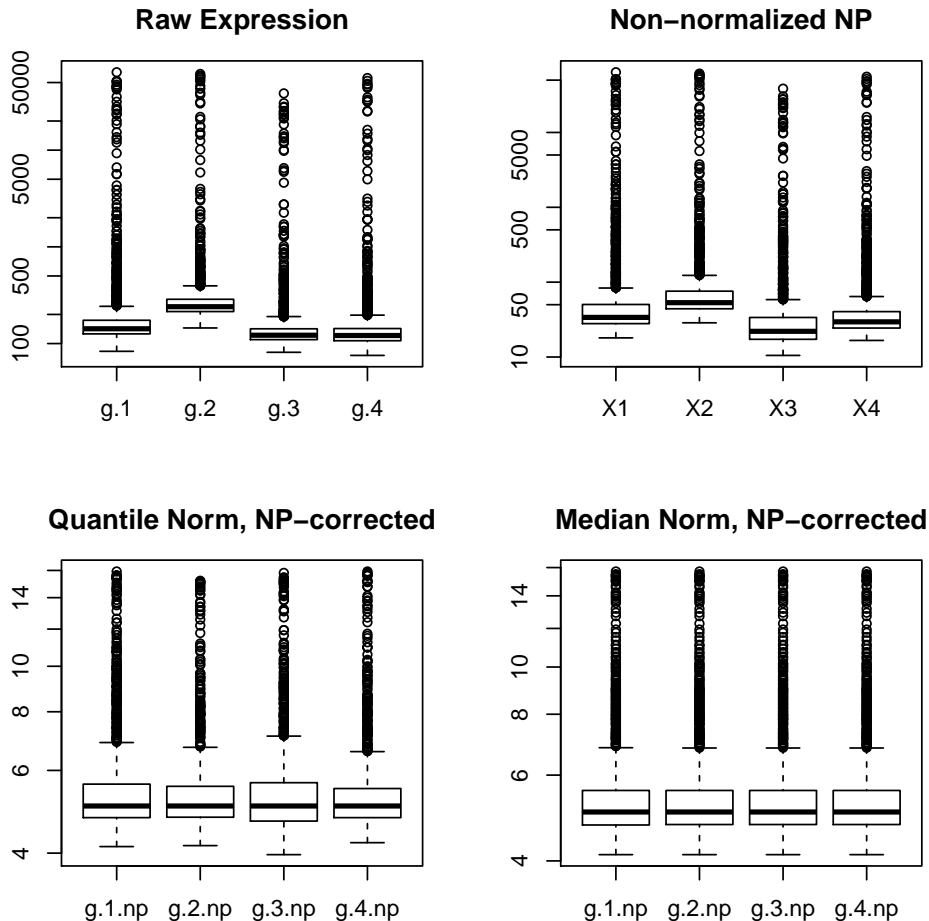 Raw Expression
50000
5000
500
100
g.1 g.2 g.3 g.4
Non−normalized NP
5000
500
50
10
X1 X2 X3 X4
Quantile Norm, NP−corrected
14
10
8
6
4
g.1.np g.2.np g.3.np g.4.np
Median Norm, NP−corrected
14
10
8
6
4
g.1.np g.2.np g.3.np g.4.np